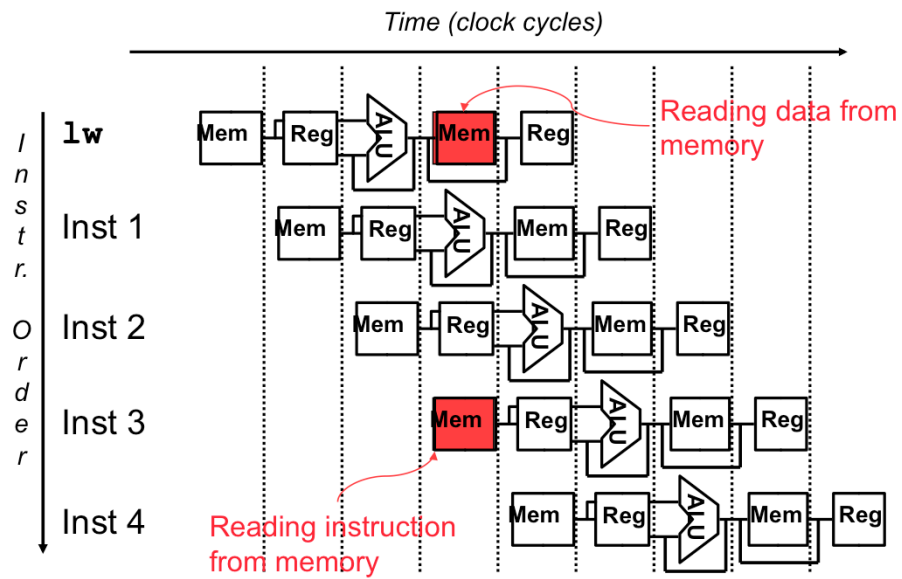 Time (clock cycles)
Instr. Order
lw
Mem Reg ALU Mem Reg
Reading data from
memory
Inst 1
Mem Reg ALU Mem Reg
Inst 2
Mem Reg ALU Mem Reg
Inst 3
Mem Reg ALU Mem Reg
Inst 4
Mem Reg ALU Mem Reg
Reading instruction
from memory